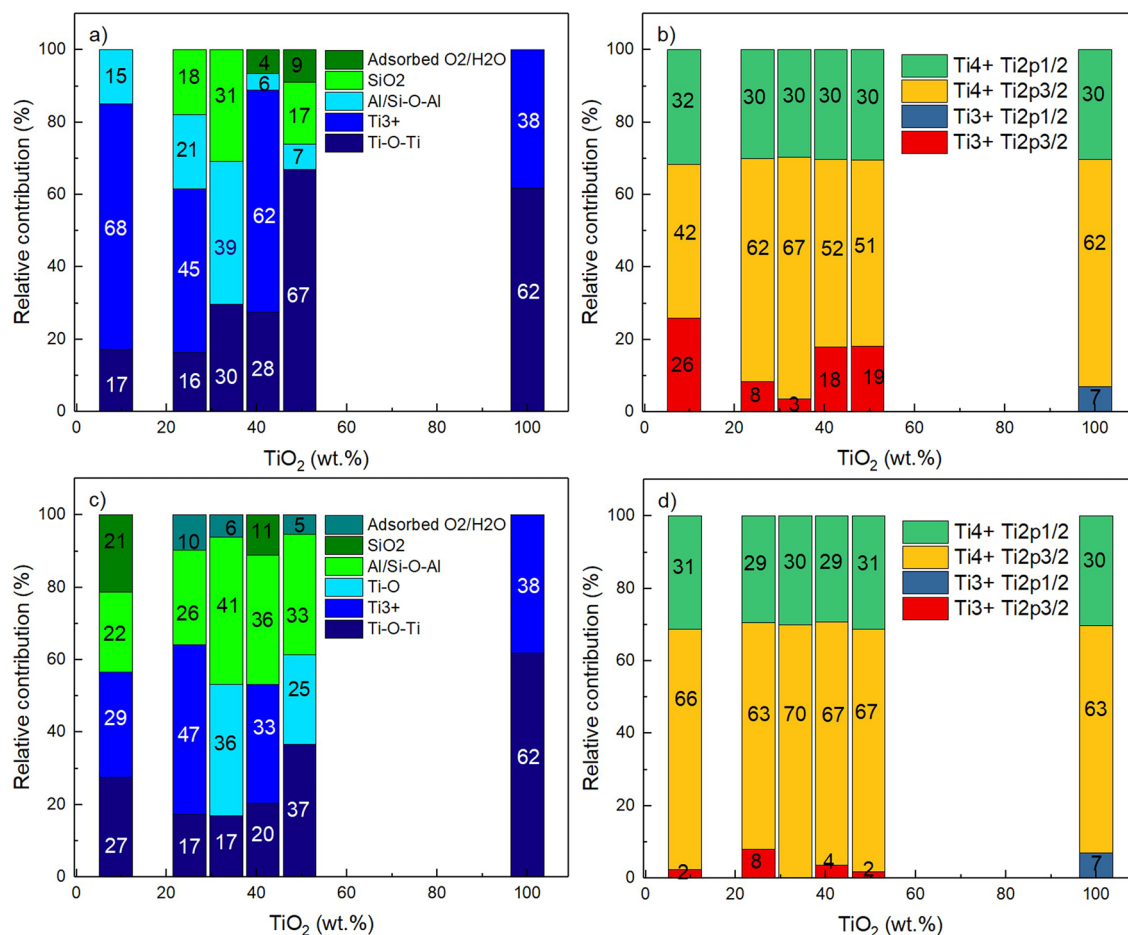 a)
100
80
60
40
20
0
Relative contribution (%)
15
68
17
18
21
45
16
31
39
30
4
6
62
28
9
17
7
67
38
62
Adsorbed O2/H2O
SiO2
Al/Si-O-Al
Ti3+
Ti-O-Ti
0 20 40 60 80 100
TiO2 (wt.%)
b)
100
80
60
40
20
0
Relative contribution (%)
32
42
26
30
62
8
30
67
3
30
52
18
30
51
19
30
62
7
Ti4+ Ti2p1/2
Ti4+ Ti2p3/2
Ti3+ Ti2p1/2
Ti3+ Ti2p3/2
0 20 40 60 80 100
TiO2 (wt.%)
c)
100
80
60
40
20
0
Relative contribution (%)
21
22
29
27
10
26
47
17
6
41
36
17
11
36
33
20
5
33
25
37
38
62
Adsorbed O2/H2O
SiO2
Al/Si-O-Al
Ti-O
Ti3+
Ti-O-Ti
0 20 40 60 80 100
TiO2 (wt.%)
d)
100
80
60
40
20
0
Relative contribution (%)
31
66
2
29
63
8
30
70
29
67
4
31
67
2
30
63
7
Ti4+ Ti2p1/2
Ti4+ Ti2p3/2
Ti3+ Ti2p1/2
Ti3+ Ti2p3/2
0 20 40 60 80 100
TiO2 (wt.%)